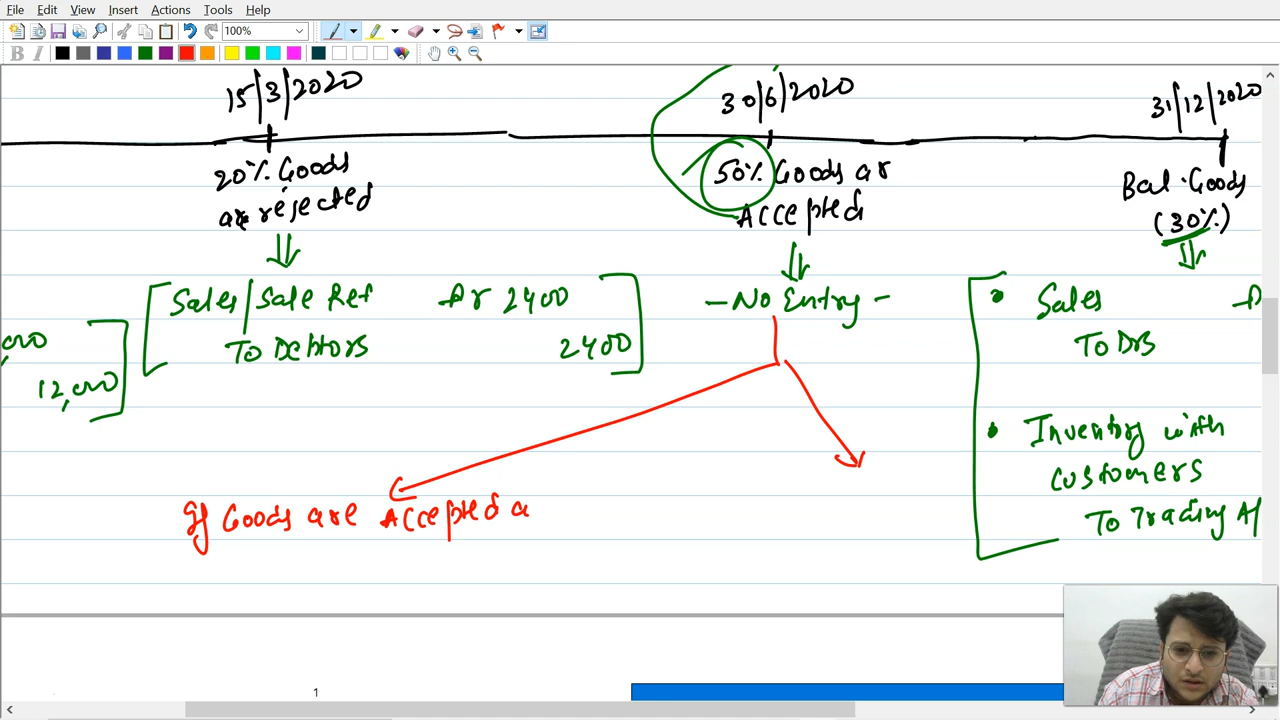 File Edit View Insert Actions Tools Help
100%
B I U
15/3/2020
30/6/2020
31/12/2020
20% Goods
are rejected
50% Goods ar
Accepted
Bal. Goods
(30%)
Sales/Sale Ret Dr 2400
To Debtors 2400
12,000
- No Entry -
• Sales
To Drs
• Inventory with
customers
To Trading A/
If Goods are Accepted a
1